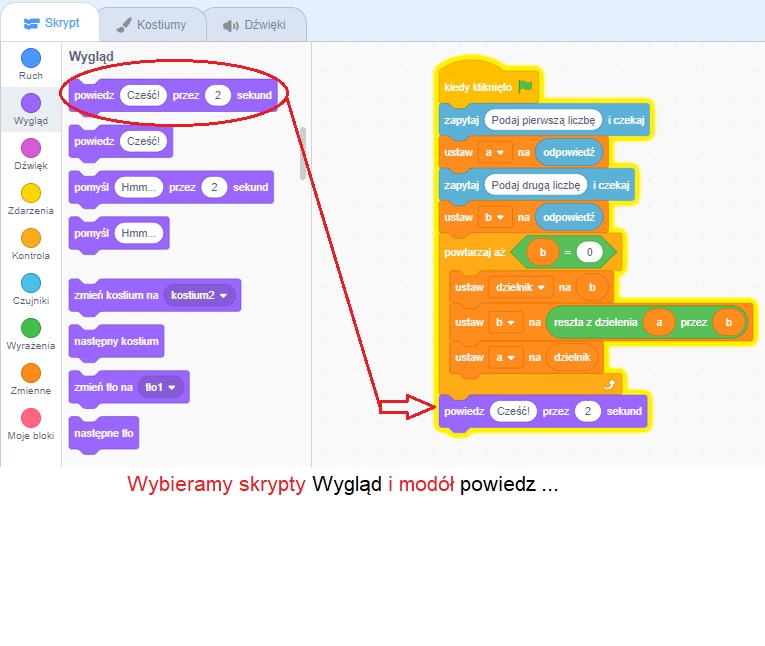 Skrypt Kostiumy Dźwięki
Ruch
Wygląd
Dźwięk
Zdarzenia
Kontrola
Czujniki
Wyrażenia
Zmienne
Moje bloki
Wygląd
powiedz Cześć! przez 2 sekund
powiedz Cześć!
pomyśl Hmm... przez 2 sekund
pomyśl Hmm...
zmień kostium na kostium2
następny kostium
zmień tło na tło1
następne tło
kiedy kliknięto
zapytaj Podaj pierwszą liczbę i czekaj
ustaw a na odpowiedź
zapytaj Podaj drugą liczbę i czekaj
ustaw b na odpowiedź
powtarzaj aż b = 0
ustaw dzielnik na b
ustaw b na reszta z dzielenia a przez b
ustaw a na dzielnik
powiedz Cześć! przez 2 sekund
Wybieramy skrypty Wygląd i modół powiedz ...